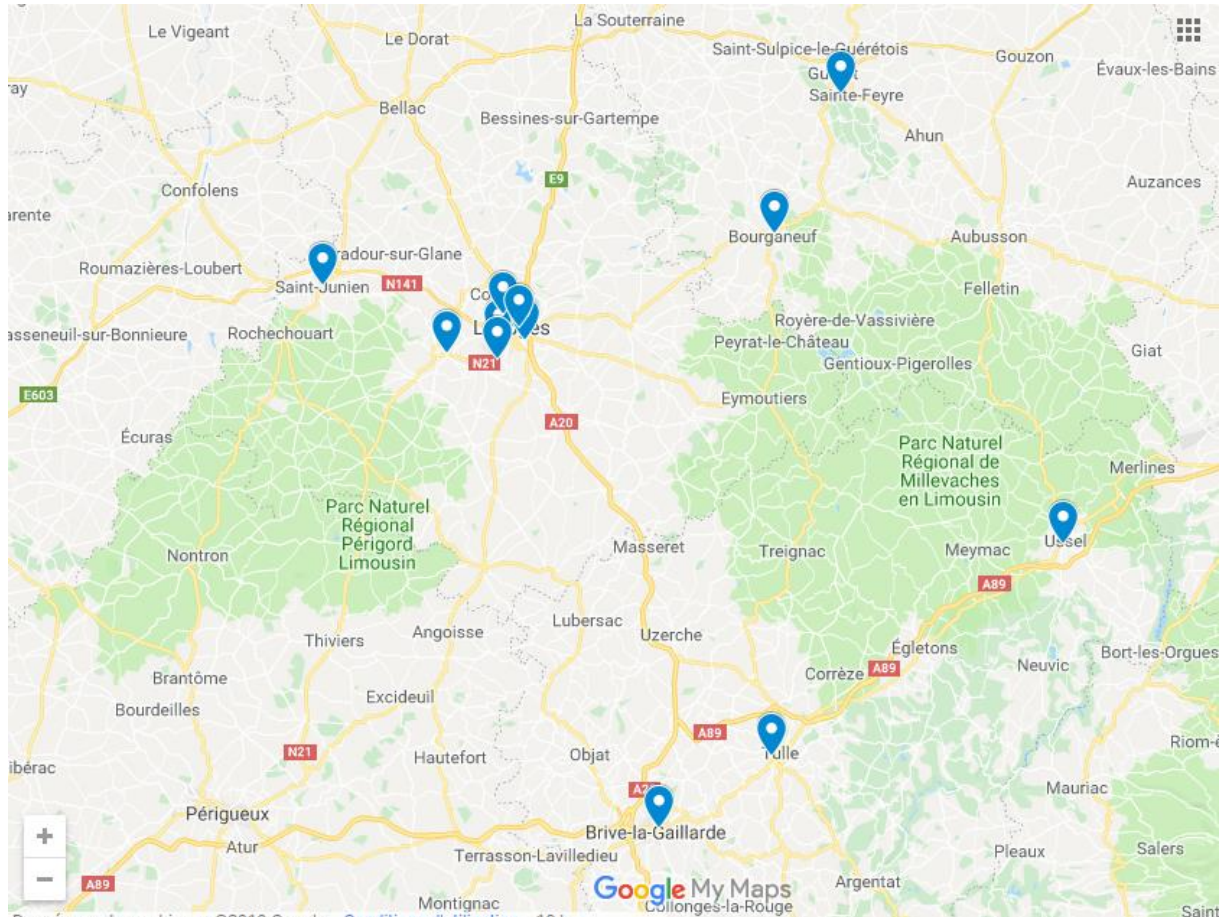 La Souterraine
Le Vigeant
Le Dorat
Saint-Sulpice-le-Guérétois
Gouzon
Évaux-les-Bains
Sainte-Feyre
Bellac
Bessines-sur-Gartempe
Ahun
E9
Auzances
Confolens
Bourganeuf
Aubusson
Roumazières-Loubert
Saint-Junien
N141
Felletin
Rochechouart
Royère-de-Vassivière
Peyrat-le-Château
Giat
N21
Gentioux-Pigerolles
E603
Eymoutiers
A20
Écuras
Parc Naturel
Régional de
Millevaches
en Limousin
Merlines
Parc Naturel
Régional
Périgord
Limousin
Nontron
Masseret
Treignac
Meymac
Ussel
A89
Lubersac
Thiviers
Angoisse
Uzerche
Égletons
Bort-les-Orgues
Neuvic
Corrèze
A89
Brantôme
Excideuil
Bourdeilles
A89
N21
Hautefort
Objat
Tulle
Mauriac
Périgueux
Brive-la-Gaillarde
Atur
Terrasson-Lavilledieu
Pleaux
Salers
A89
Google My Maps
Argentat
Montignac
Collonges-la-Rouge